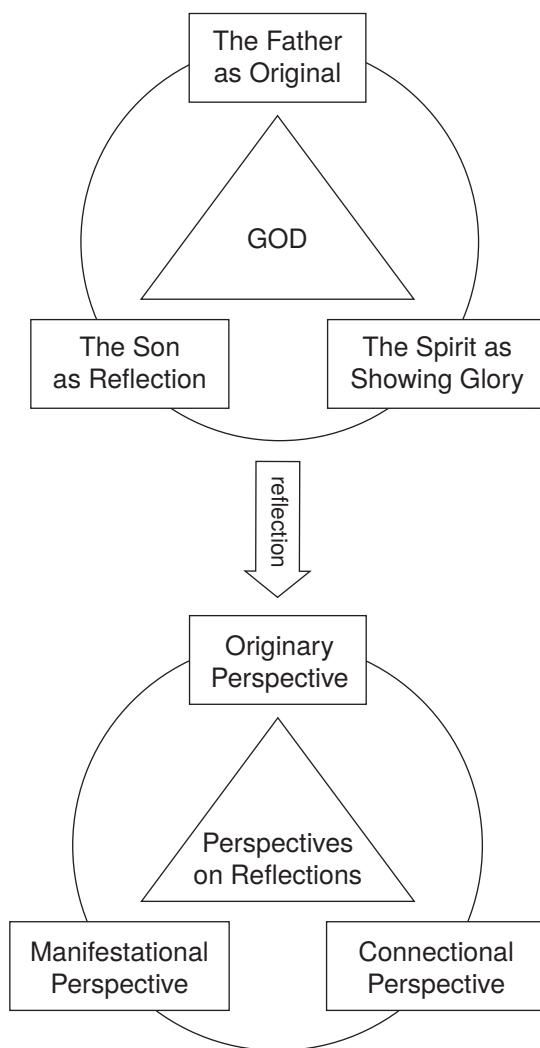 The Father
as Original
GOD
The Son
as Reflection
The Spirit as
Showing Glory
reflection
Originary
Perspective
Perspectives
on Reflections
Manifestational
Perspective
Connectional
Perspective